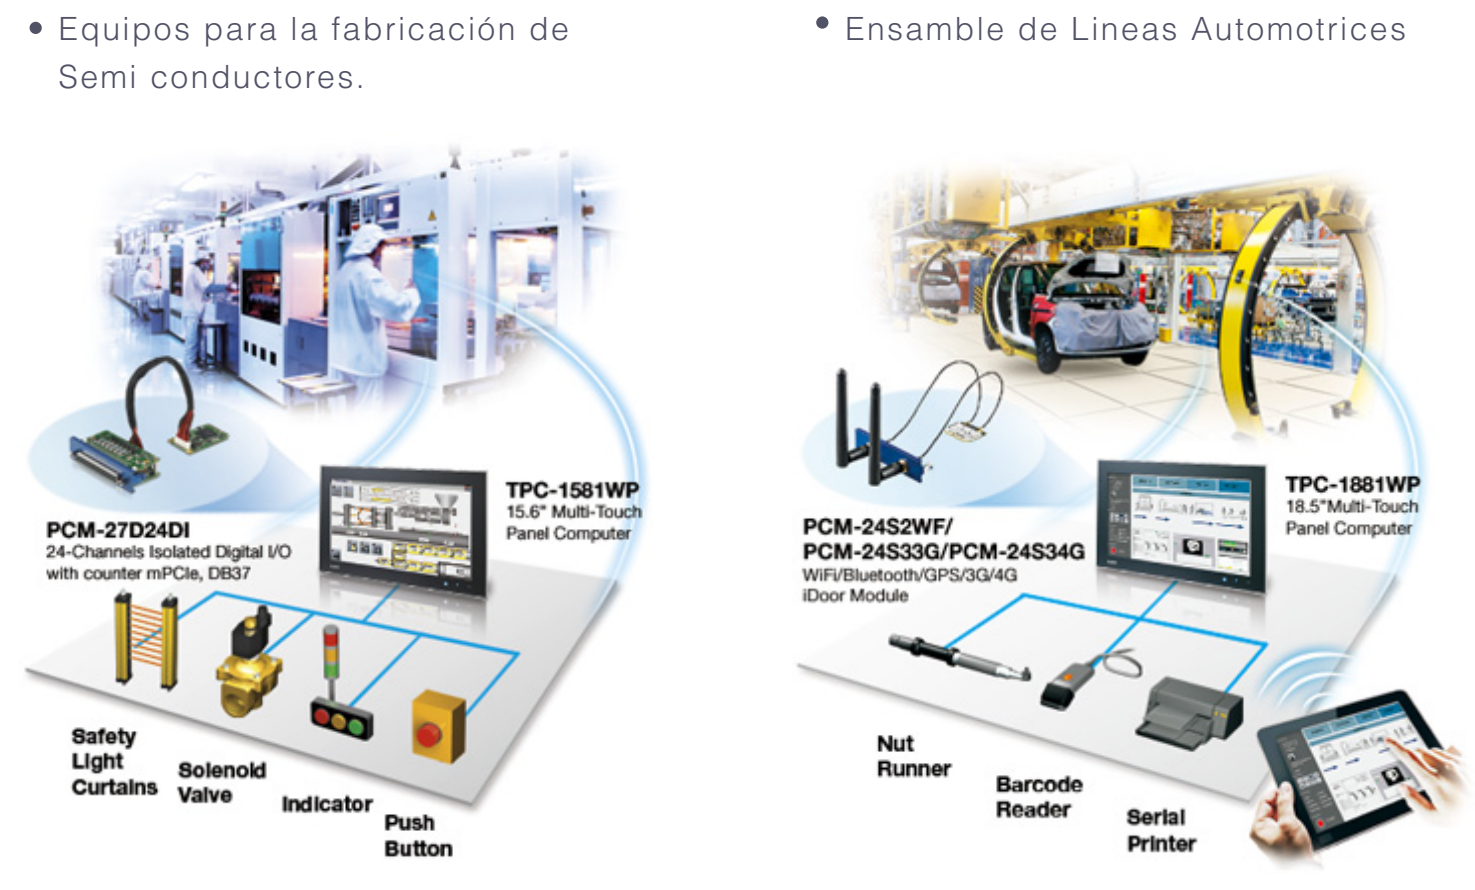 • Equipos para la fabricación de
Semi conductores.
PCM-27D24DI
24-Channels Isolated Digital I/O
with counter mPCIe, DB37
TPC-1581WP
15.6" Multi-Touch
Panel Computer
Safety
Light
Curtains
Solenoid
Valve
Indicator
Push
Button
• Ensamble de Lineas Automotrices
PCM-24S2WF/
PCM-24S33G/PCM-24S34G
WiFi/Bluetooth/GPS/3G/4G
iDoor Module
TPC-1881WP
18.5"Multi-Touch
Panel Computer
Nut
Runner
Barcode
Reader
Serial
Printer